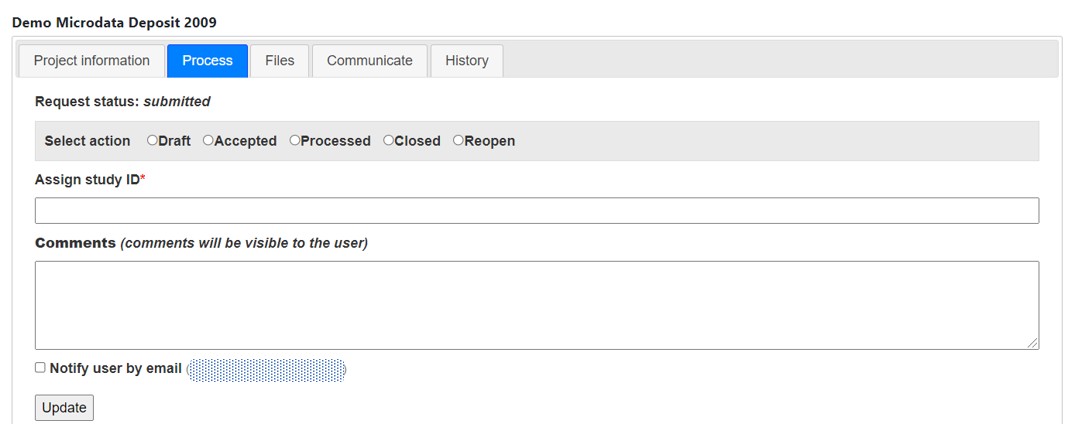 Demo Microdata Deposit 2009
Project information Process Files Communicate History
Request status: submitted
Select action Draft Accepted Processed Closed Reopen
Assign study ID*
Comments (comments will be visible to the user)
Notify user by email ( )
Update